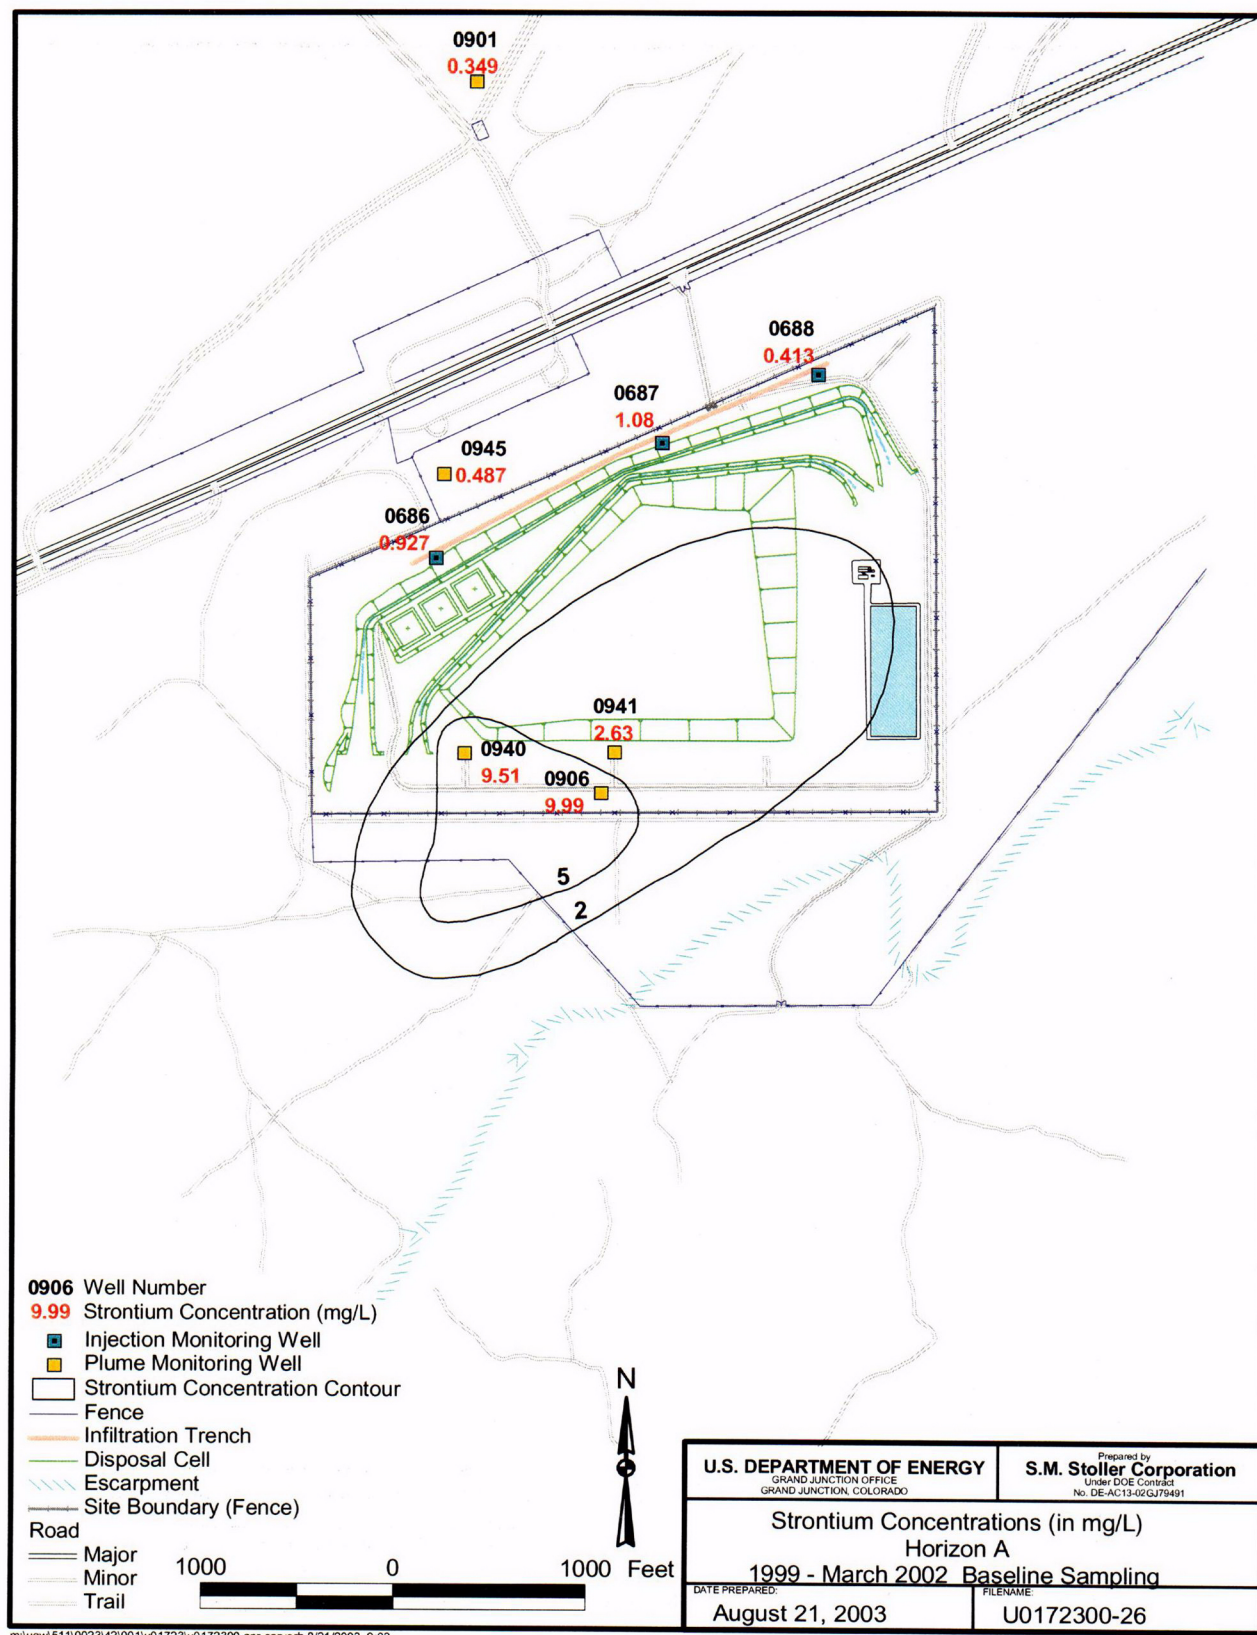 0901
0.349
0688
0.413
0687
1.08
0945
0.487
0686
0.927
0941
2.63
0940
9.51
0906
9.99
5
2
0906 Well Number
9.99 Strontium Concentration (mg/L)
Injection Monitoring Well
Plume Monitoring Well
Strontium Concentration Contour
Fence
Infiltration Trench
Disposal Cell
Escarpment
Site Boundary (Fence)
Road
Major
Minor
Trail
N
1000 0 1000 Feet
U.S. DEPARTMENT OF ENERGY
GRAND JUNCTION OFFICE
GRAND JUNCTION, COLORADO
Prepared by
S.M. Stoller Corporation
Under DOE Contract
No. DE-AC13-02GJ79491
Strontium Concentrations (in mg/L)
Horizon A
1999 - March 2002 Baseline Sampling
DATE PREPARED:
August 21, 2003
FILENAME:
U0172300-26